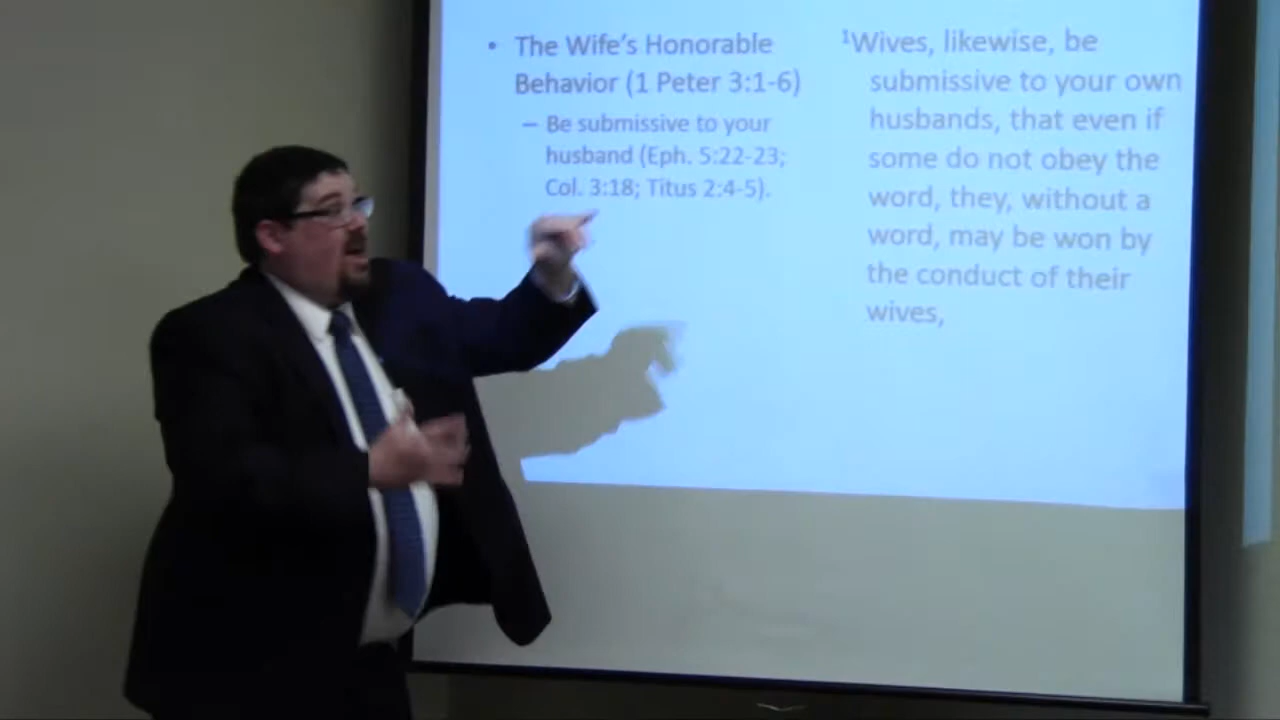 • The Wife's Honorable
Behavior (1 Peter 3:1-6)
– Be submissive to your
husband (Eph. 5:22-23;
Col. 3:18; Titus 2:4-5).
¹Wives, likewise, be
submissive to your own
husbands, that even if
some do not obey the
word, they, without a
word, may be won by
the conduct of their
wives,